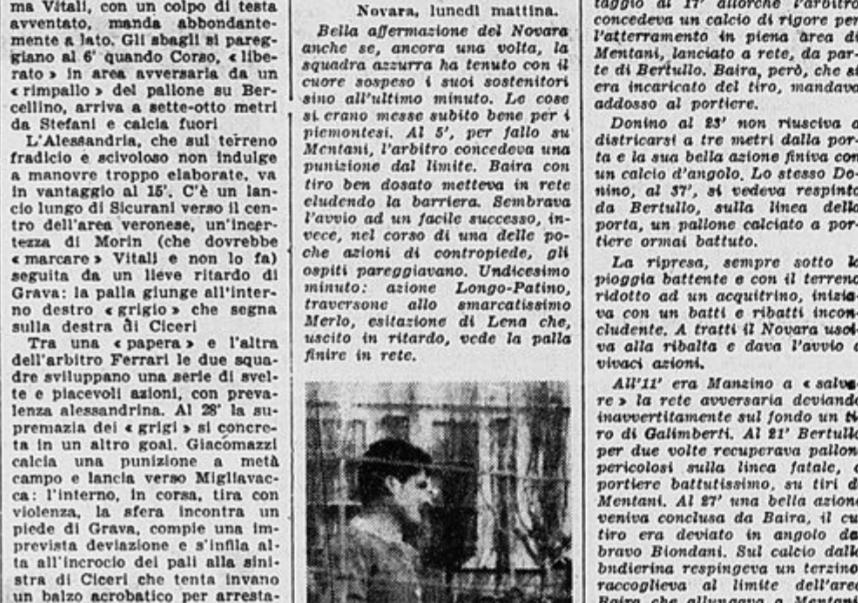 ma Vitali, con un colpo di testa
avventato, manda abbondante-
mente a lato. Gli sbagli si pareg-
giano al 6' quando Corso, « libe-
rato » in area avversaria da un
« rimpallo » del pallone su Ber-
cellino, arriva a sette-otto metri
da Stefani e calcia fuori
L'Alessandria, che sul terreno
fradicio e scivoloso non indulge
a manovre troppo elaborate, va
in vantaggio al 15'. C'è un lan-
cio lungo di Sicurani verso il cen-
tro dell'area veronese, un'incer-
tezza di Morin (che dovrebbe
« marcare » Vitali e non lo fa)
seguita da un lieve ritardo di
Grava: la palla giunge all'inter-
no destro « grigio » che segna
sulla destra di Ciceri
Tra una « papera » e l'altra
dell'arbitro Ferrari le due squa-
dre sviluppano una serie di svel-
te e piacevoli azioni, con preva-
lenza alessandrina. Al 28' la su-
premazia dei « grigi » si concre-
ta in un altro goal. Giacomazzi
calcia una punizione a metà
campo e lancia verso Migliavac-
ca: l'interno, in corsa, tira con
violenza, la sfera incontra un
piede di Grava, compie una im-
prevista deviazione e s'infila al-
ta all'incrocio dei pali alla sini-
stra di Ciceri che tenta invano
un balzo acrobatico per arresta-
Novara, lunedì mattina.
Bella affermazione del Novara
anche se, ancora una volta, la
squadra azzurra ha tenuto con il
cuore sospeso i suoi sostenitori
sino all'ultimo minuto. Le cose
si erano messe subito bene per i
piemontesi. Al 5', per fallo su
Mentani, l'arbitro concedeva una
punizione dal limite. Baira con
tiro ben dosato metteva in rete
eludendo la barriera. Sembrava
l'avvio ad un facile successo, in-
vece, nel corso di una delle po-
che azioni di contropiede, gli
ospiti pareggiavano. Undicesimo
minuto: azione Longo-Patino,
traversone allo smarcatissimo
Merlo, esitazione di Lena che,
uscito in ritardo, vede la palla
finire in rete.
taggio al 17' allorché l'arbitro
concedeva un calcio di rigore per
l'atterramento in piena area di
Mentani, lanciato a rete, da par-
te di Bertullo. Baira, però, che si
era incaricato del tiro, mandava
addosso al portiere.
Donino al 23' non riusciva a
districarsi a tre metri dalla por-
ta e la sua bella azione finiva con
un calcio d'angolo. Lo stesso Do-
nino, al 37', si vedeva respinto
da Bertullo, sulla linea della
porta, un pallone calciato a por-
tiere ormai battuto.
La ripresa, sempre sotto la
pioggia battente e con il terreno
ridotto ad un acquitrino, inizia-
va con un batti e ribatti incon-
cludente. A tratti il Novara usci-
va alla ribalta e dava l'avvio a
vivaci azioni.
All'11' era Manzino a « salva-
re » la rete avversaria deviando
inavvertitamente sul fondo un ti-
ro di Galimberti. Al 21' Bertullo
per due volte recuperava palloni
pericolosi sulla linea fatale, a
portiere battutissimo, su tiri di
Mentani. Al 27' una bella azione
veniva conclusa da Baira, il cui
tiro era deviato in angolo dal
bravo Biondani. Sul calcio dalla
bndierina respingeva un terzino,
raccoglieva al limite dell'area
Baira che allungava a Mentani